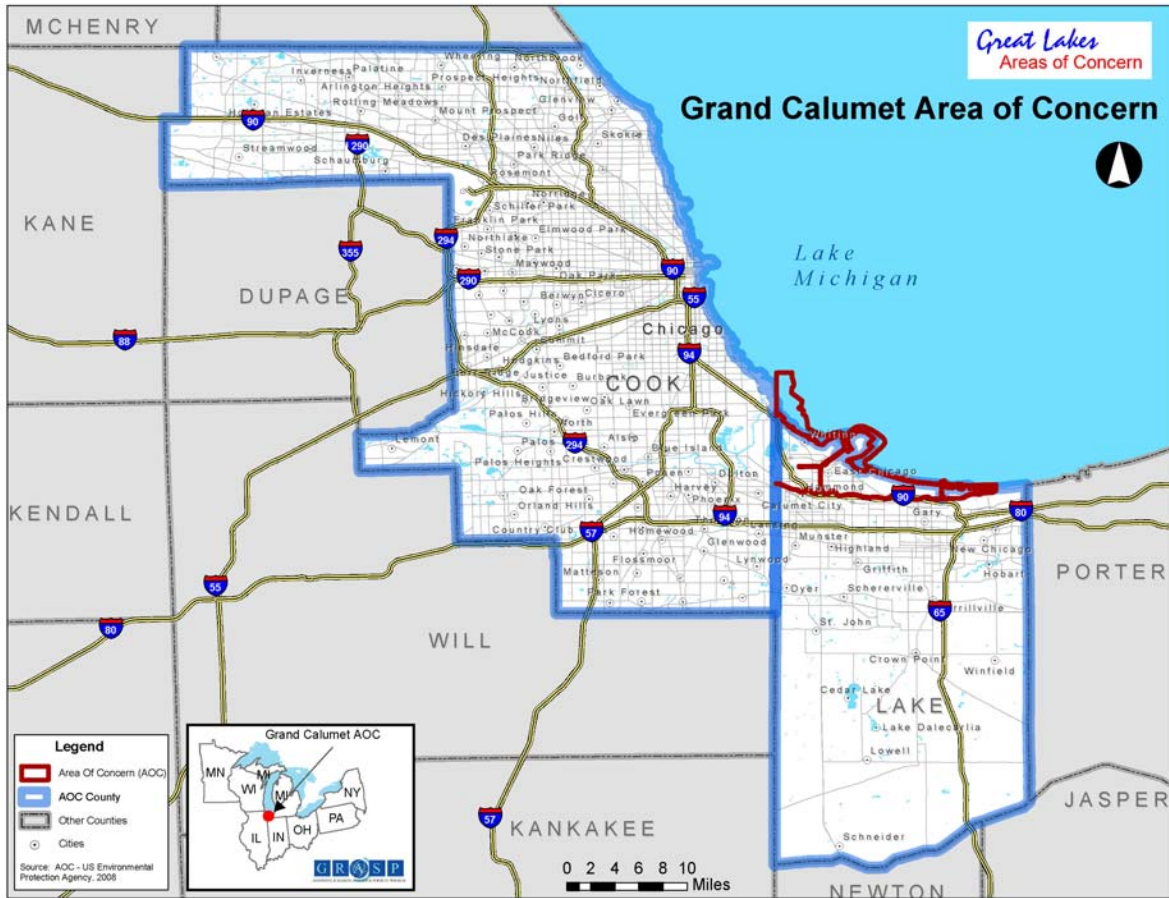 Great Lakes
Areas of Concern
Grand Calumet Area of Concern
MCHENRY
Wheeling
Northbrook
Inverness
Palatine
Prospect Heights
Northfield
Arlington Heights
Rolling Meadows
Glenview
Mount Prospect
Golf
90
290
Des Plaines
Niles
Skokie
Streamwood
Schaumburg
Park Ridge
Rosemont
Norridge
Schiller Park
KANE
Franklin Park
Elmwood Park
294
Northlake
355
Stone Park
Maywood
90
Lake
Michigan
290
Oak Park
DUPAGE
Berwyn
Cicero
55
Lyons
McCook
Chicago
88
Summit
Hinsdale
Hodgkins
Bedford Park
94
Justice
Burbank
COOK
Hickory Hills
Bridgeview
Oak Lawn
Evergreen Park
Palos Hills
Worth
Whiting
Lemont
294
Alsip
Palos
Crestwood
Blue Island
Palos Heights
Posen
Dolton
East Chicago
Hammond
Harvey
90
Oak Forest
Phoenix
Calumet City
KENDALL
Orland Hills
94
Gary
80
Country Club
57
Homewood
Lansing
Munster
Glenwood
Highland
New Chicago
Flossmoor
Lynwood
Griffith
Hobart
PORTER
Matteson
55
Dyer
Schererville
Park Forest
65
80
WILL
St. John
Crown Point
Winfield
Cedar Lake
LAKE
Lake Dalecarlia
Lowell
JASPER
57
KANKAKEE
Schneider
NEWTON
Legend
Area Of Concern (AOC)
AOC County
Other Counties
Cities
Source: AOC - US Environmental
Protection Agency, 2008
Grand Calumet AOC
MN
WI
MI
MI
NY
PA
IL
IN
OH
GRASP
0 2 4 6 8 10
Miles